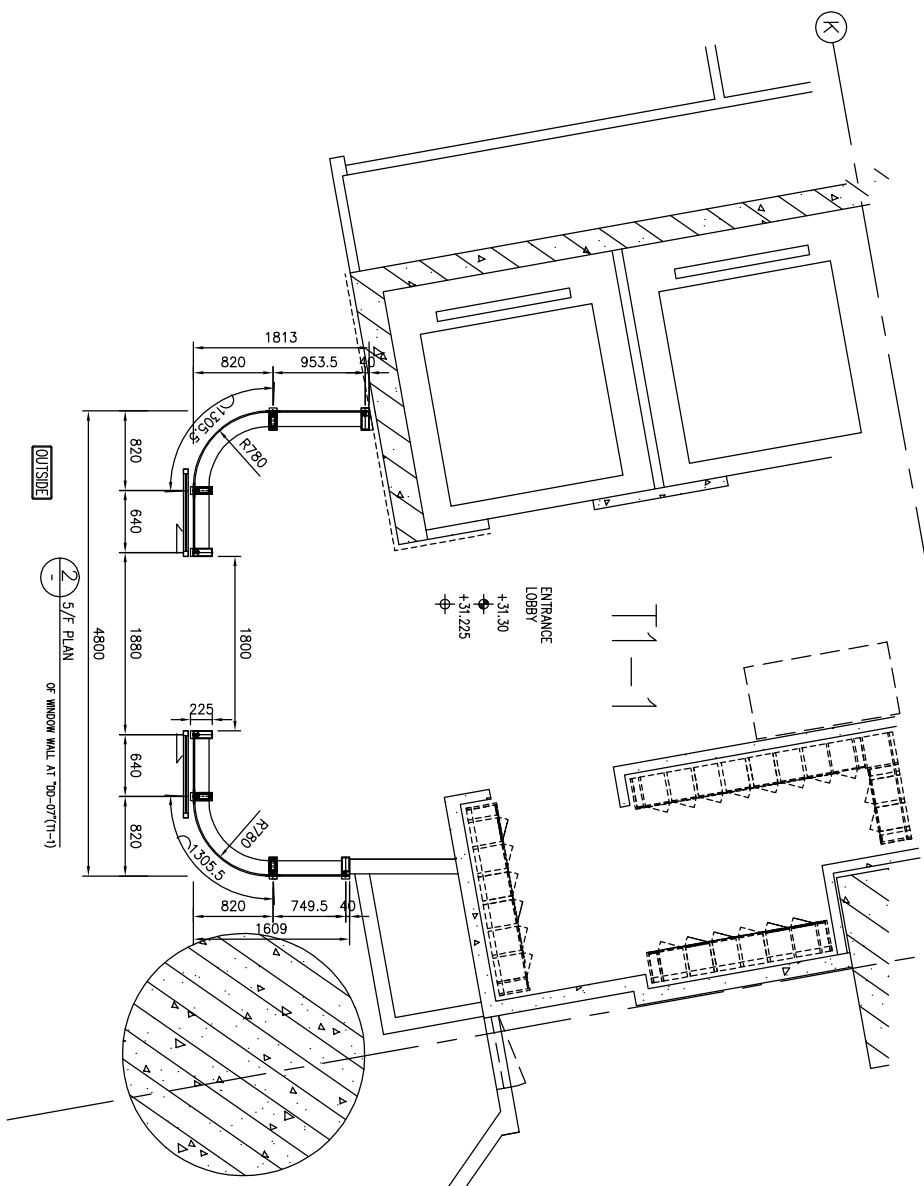 K
1813
820
953.5
40
1305.5
R780
820
640
1880
640
820
4800
1800
225
R780
1305.5
820
749.5
40
1609
OUTSIDE
ENTRANCE
LOBBY
+31.30
+31.225
T1-1
2
-
5/F PLAN
OF WINDOW WALL AT "DD-07"(T1-1)